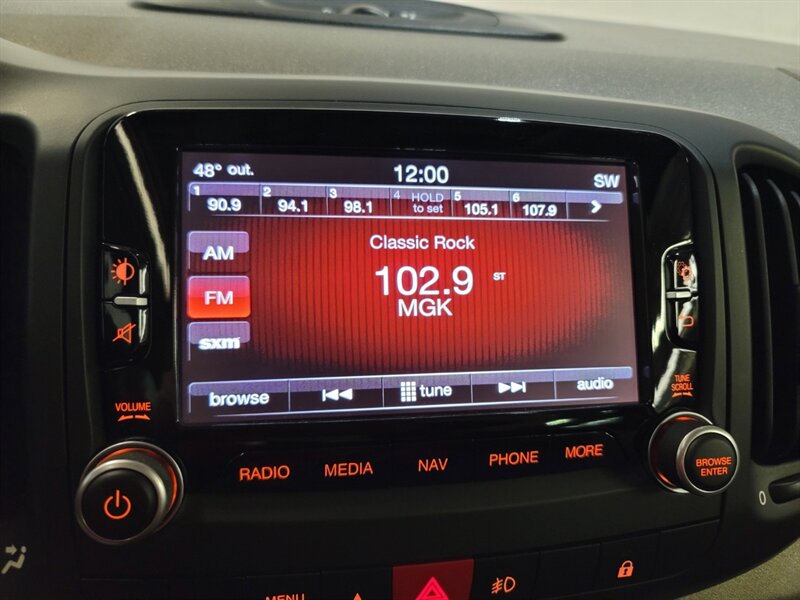 48° out. 12:00 SW
1 2 3 4 HOLD 5 6
90.9 94.1 98.1 to set 105.1 107.9
Classic Rock
AM
102.9 ST
FM
MGK
sxm
browse tune audio
VOLUME
TUNE
SCROLL
RADIO MEDIA NAV PHONE MORE
BROWSE
ENTER
0
MENU